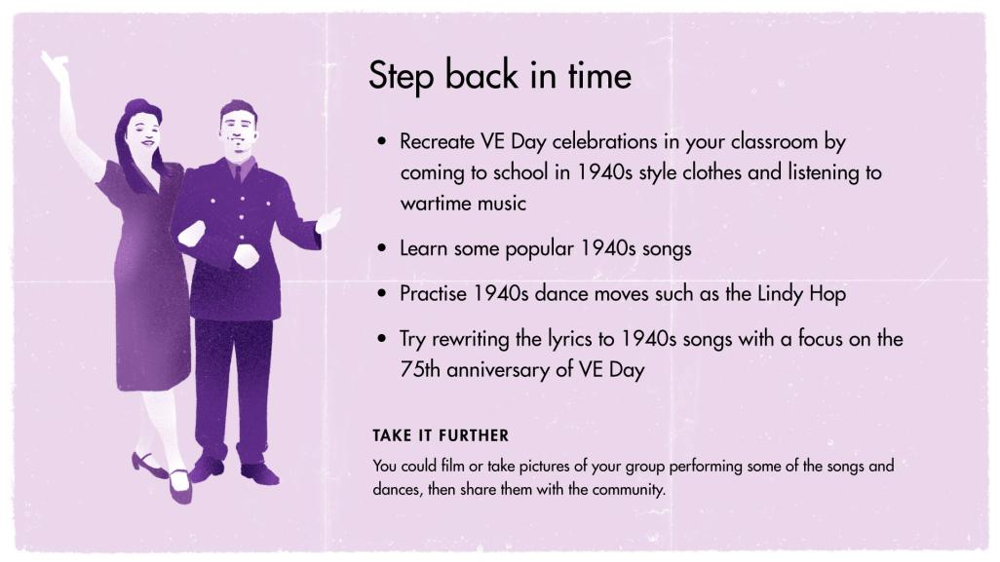 Step back in time
• Recreate VE Day celebrations in your classroom by
coming to school in 1940s style clothes and listening to
wartime music
• Learn some popular 1940s songs
• Practise 1940s dance moves such as the Lindy Hop
• Try rewriting the lyrics to 1940s songs with a focus on the
75th anniversary of VE Day
TAKE IT FURTHER
You could film or take pictures of your group performing some of the songs and
dances, then share them with the community.